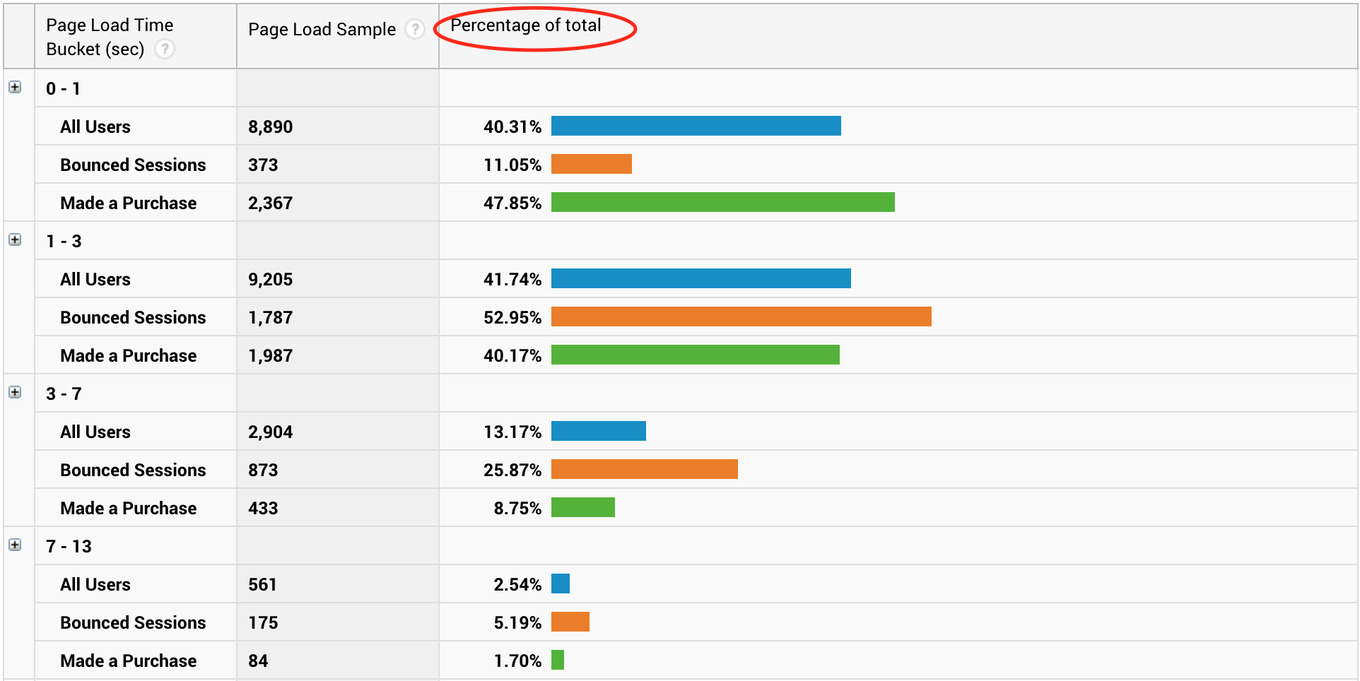 Page Load Time
Bucket (sec) ?
Page Load Sample ?
Percentage of total
0 - 1
All Users 8,890 40.31%
Bounced Sessions 373 11.05%
Made a Purchase 2,367 47.85%
1 - 3
All Users 9,205 41.74%
Bounced Sessions 1,787 52.95%
Made a Purchase 1,987 40.17%
3 - 7
All Users 2,904 13.17%
Bounced Sessions 873 25.87%
Made a Purchase 433 8.75%
7 - 13
All Users 561 2.54%
Bounced Sessions 175 5.19%
Made a Purchase 84 1.70%